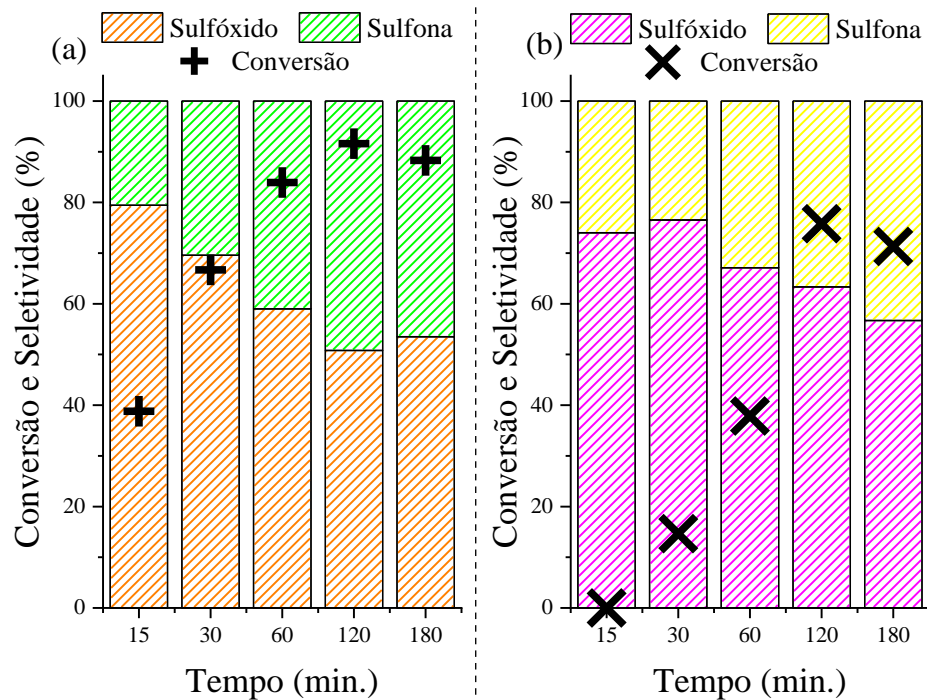 (a) Sulfóxido Sulfona
Conversão
Conversão e Seletividade (%)
100
80
60
40
20
0
15 30 60 120 180
Tempo (min.)
(b) Sulfóxido Sulfona
Conversão
Conversão e Seletividade (%)
100
80
60
40
20
0
15 30 60 120 180
Tempo (min.)